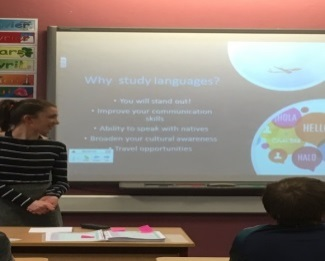 Why study languages?
• You will stand out!
• Improve your communication
skills
• Ability to speak with natives
• Broaden your cultural awareness
• Travel opportunities
HOLA
HELLO
HALO